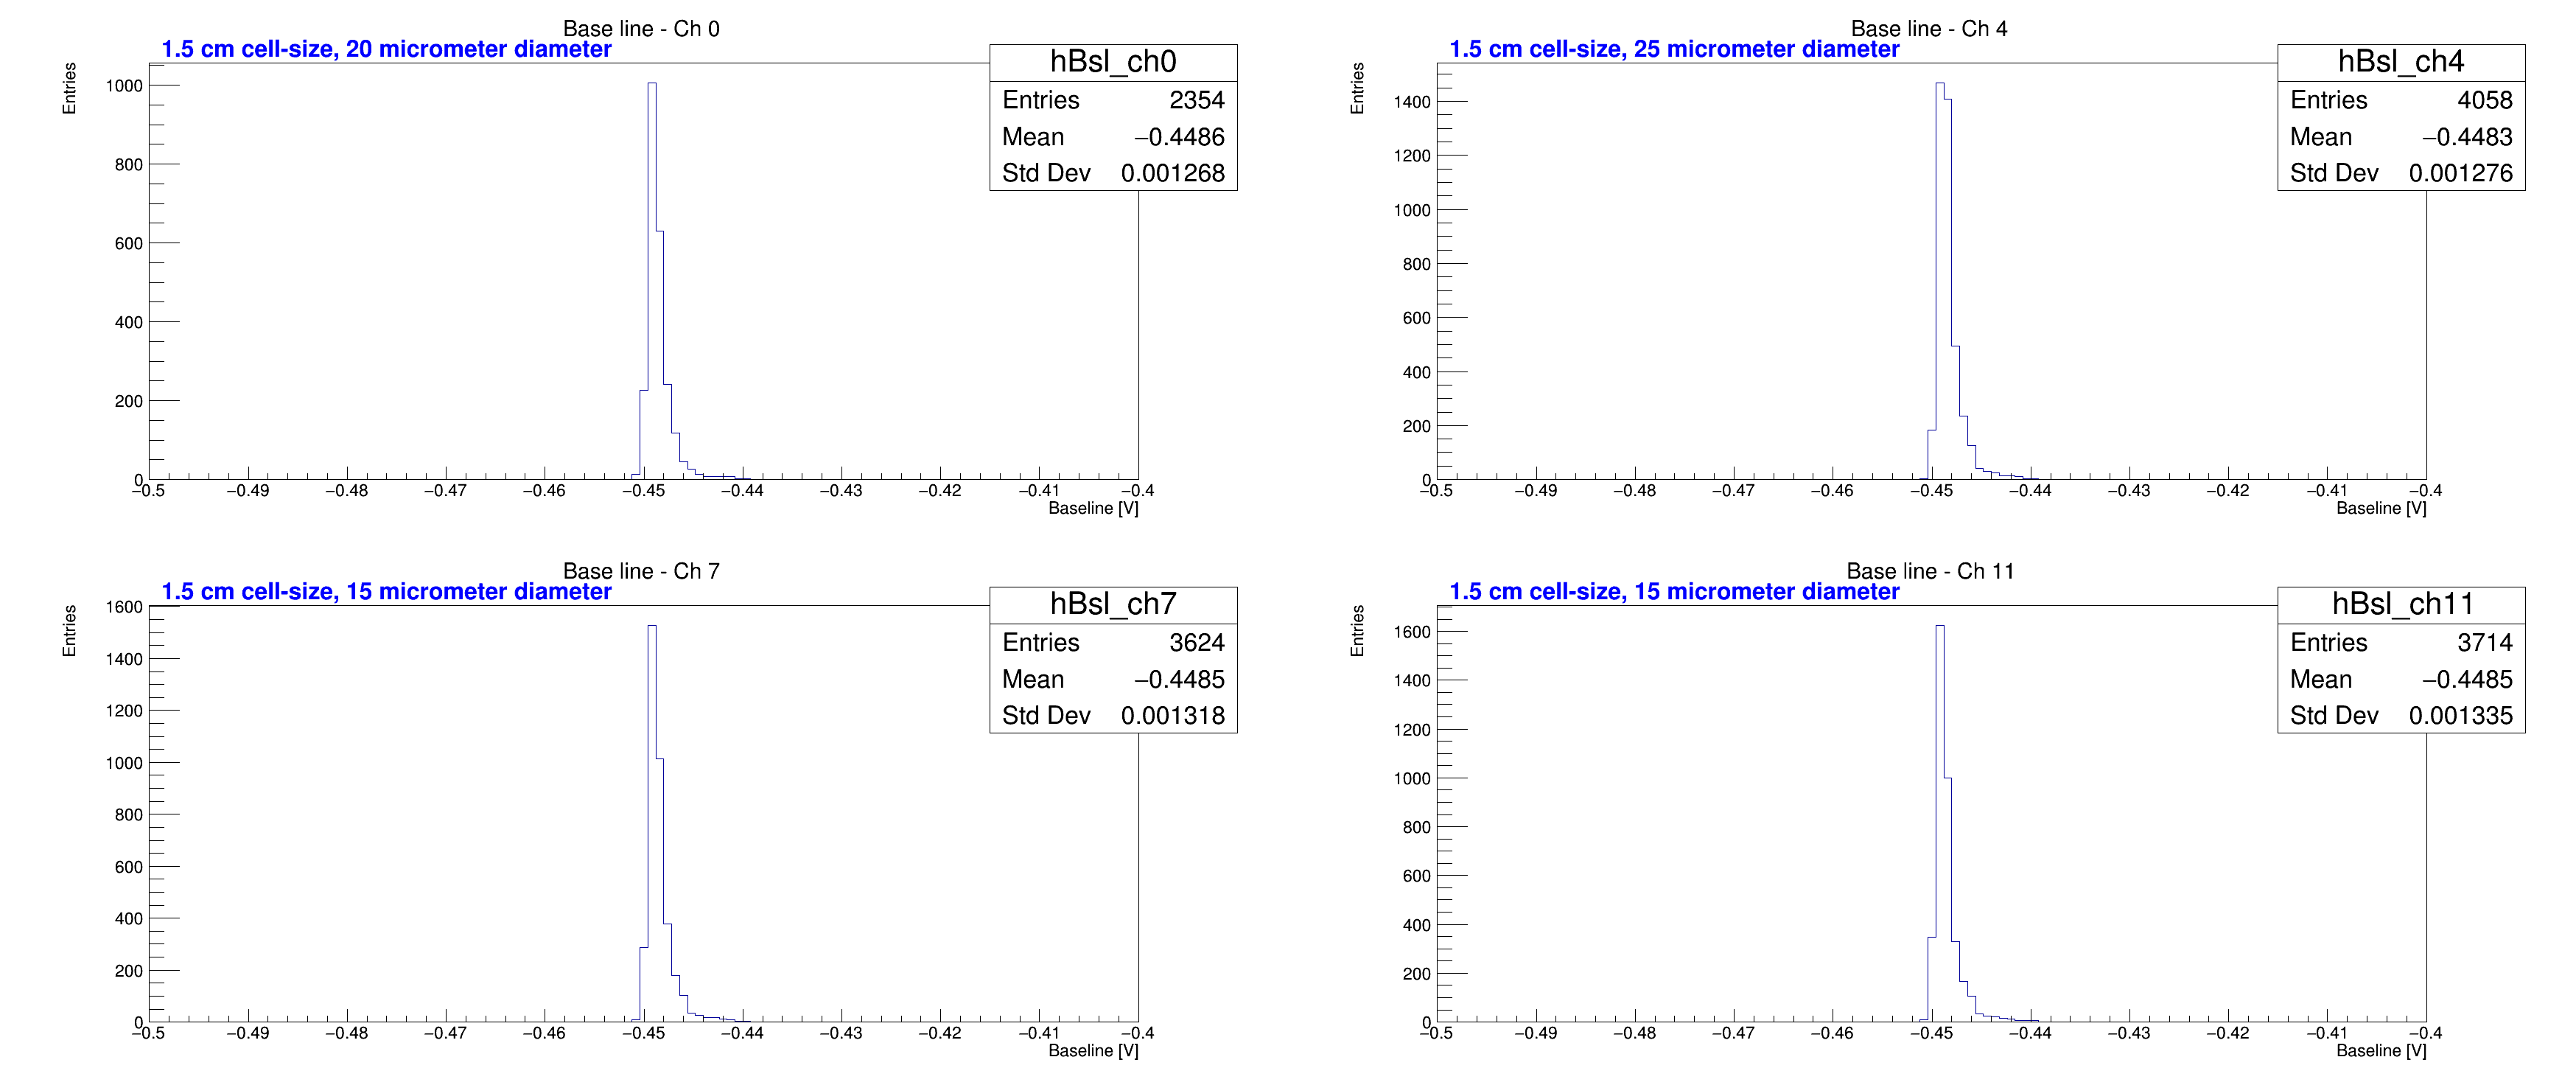 Base line - Ch 0
1.5 cm cell-size, 20 micrometer diameter
hBsl_ch0
Entries 2354
Mean −0.4486
Std Dev 0.001268
Entries
1000
800
600
400
200
0
−0.5 −0.49 −0.48 −0.47 −0.46 −0.45 −0.44 −0.43 −0.42 −0.41 −0.4
Baseline [V]
Base line - Ch 4
1.5 cm cell-size, 25 micrometer diameter
hBsl_ch4
Entries 4058
Mean −0.4483
Std Dev 0.001276
Entries
1400
1200
1000
800
600
400
200
0
−0.5 −0.49 −0.48 −0.47 −0.46 −0.45 −0.44 −0.43 −0.42 −0.41 −0.4
Baseline [V]
Base line - Ch 7
1.5 cm cell-size, 15 micrometer diameter
hBsl_ch7
Entries 3624
Mean −0.4485
Std Dev 0.001318
Entries
1600
1400
1200
1000
800
600
400
200
0
−0.5 −0.49 −0.48 −0.47 −0.46 −0.45 −0.44 −0.43 −0.42 −0.41 −0.4
Baseline [V]
Base line - Ch 11
1.5 cm cell-size, 15 micrometer diameter
hBsl_ch11
Entries 3714
Mean −0.4485
Std Dev 0.001335
Entries
1600
1400
1200
1000
800
600
400
200
0
−0.5 −0.49 −0.48 −0.47 −0.46 −0.45 −0.44 −0.43 −0.42 −0.41 −0.4
Baseline [V]